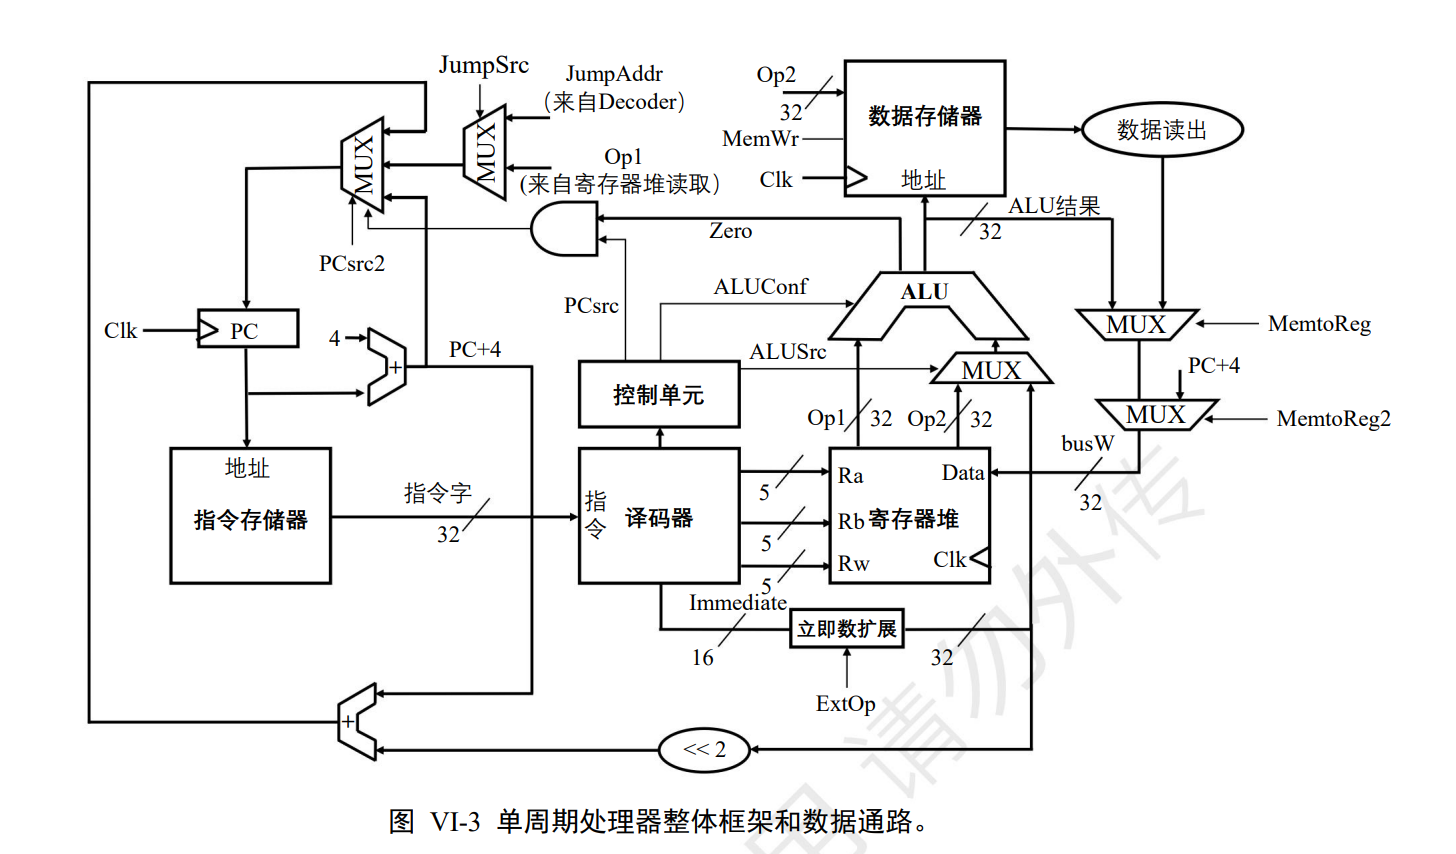 JumpSrc
JumpAddr
（来自Decoder）
MUX
MUX
Op1
(来自寄存器堆读取）
PCsrc2
Op2
32
MemWr
Clk
数据存储器
地址
数据读出
ALU结果
32
Zero
PCsrc
ALUConf
ALU
ALUSrc
MUX
MemtoReg
PC+4
MUX
MemtoReg2
Clk
PC
4
+
PC+4
控制单元
MUX
Op1
32
Op2
32
busW
32
地址
指令存储器
指令字
32
指令
译码器
5
5
5
Ra
Rb
Rw
寄存器堆
Data
Clk
Immediate
16
立即数扩展
32
ExtOp
+
<< 2
请勿外传
图 VI-3 单周期处理器整体框架和数据通路。